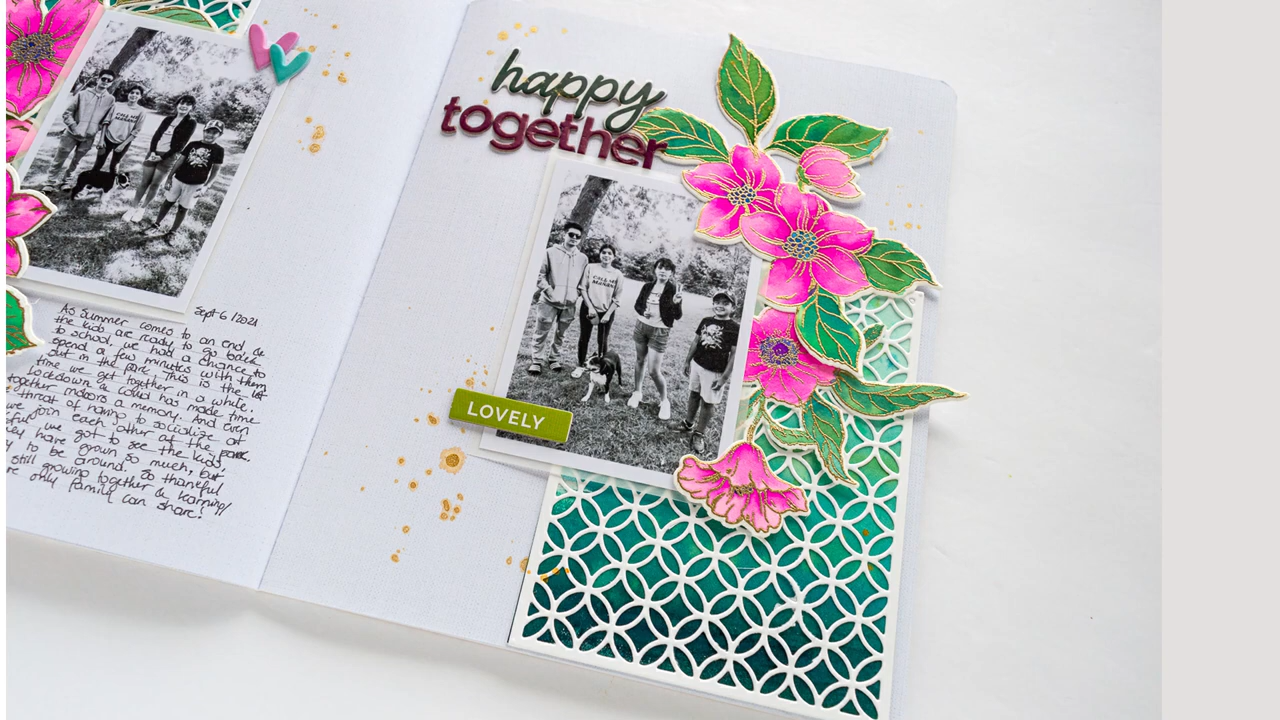 happy
together
LOVELY
Sept 6 /2021
As Summer comes to an end, &
the kids are ready to go back
to school, we had a chance to
spend a few minutes with them
out in the park. This is the 1st
time we get together in a while.
Lockdown & Covid has made time
together indoors a memory. And even
threat of having to socialize at
we join each other at the park
we got to see the kids,
have grown so much, but
to be around. So thankful
still growing together & learning/
only family can share!